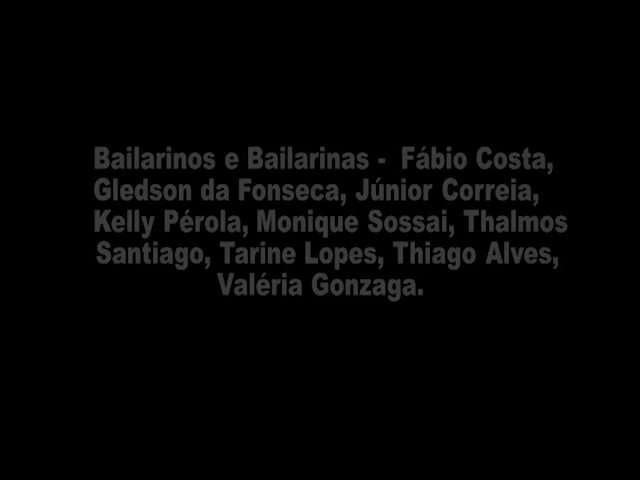 Bailarinos e Bailarinas -  Fábio Costa,
Gledson da Fonseca, Júnior Correia,
Kelly Pérola, Monique Sossai, Thalmos
Santiago, Tarine Lopes, Thiago Alves,
Valéria Gonzaga.